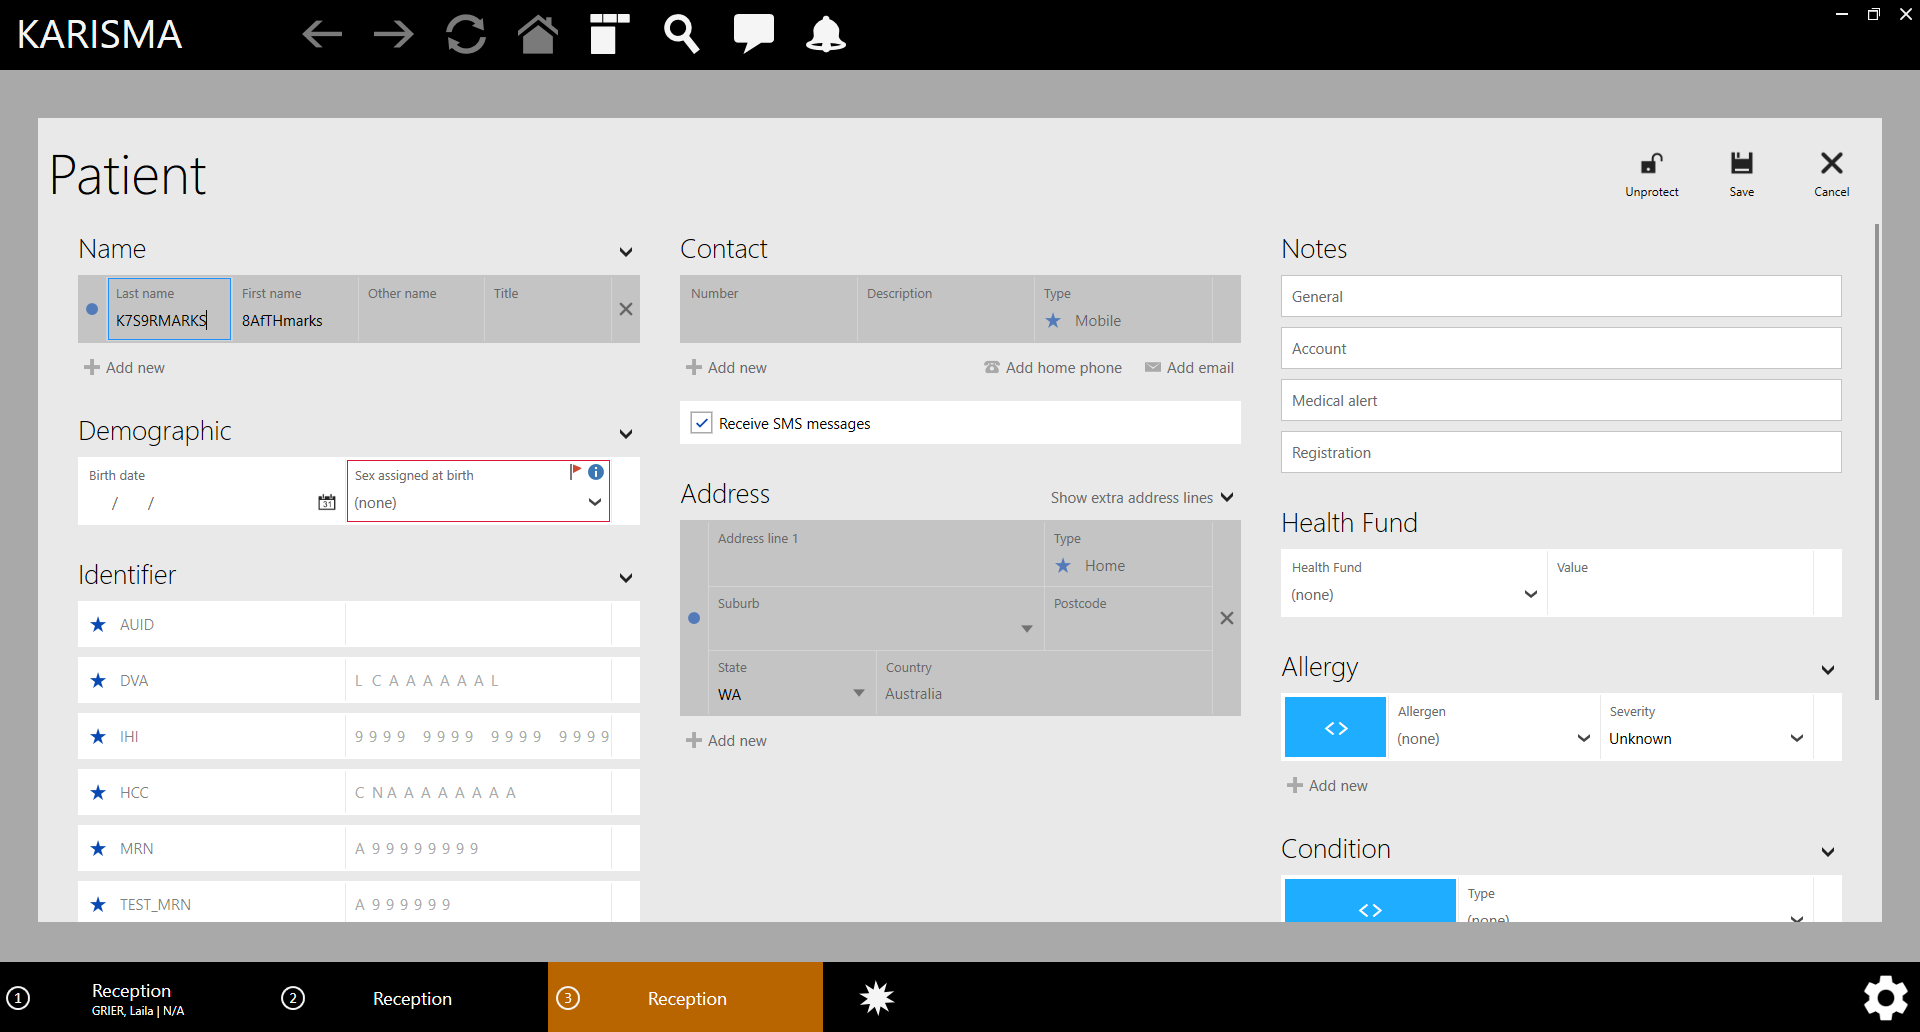 KARISMA
Patient
Unprotect
Save
Cancel
Name
Last name
K7S9RMARKS
First name
8AfTHmarks
Other name
Title
Add new
Demographic
Birth date
/ /
31
Sex assigned at birth
(none)
Identifier
AUID
DVA
L C A A A A A A L
IHI
9 9 9 9 9 9 9 9 9 9 9 9 9 9 9 9
HCC
C N A A A A A A A A
MRN
A 9 9 9 9 9 9 9 9
TEST_MRN
A 9 9 9 9 9 9
Contact
Number
Description
Type
Mobile
Add new
Add home phone
Add email
Receive SMS messages
Address
Show extra address lines
Address line 1
Type
Home
Suburb
Postcode
State
WA
Country
Australia
Add new
Notes
General
Account
Medical alert
Registration
Health Fund
Health Fund
(none)
Value
Allergy
<>
Allergen
(none)
Severity
Unknown
Add new
Condition
<>
Type
(none)
1
Reception
GRIER, Laila | N/A
2
Reception
3
Reception